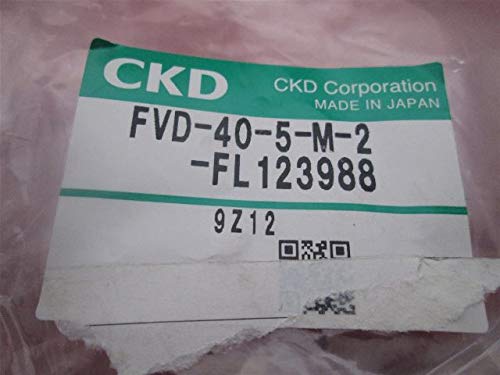 CKD CKD Corporation
MADE IN JAPAN
FVD-40-5-M-2
-FL123988
9Z12